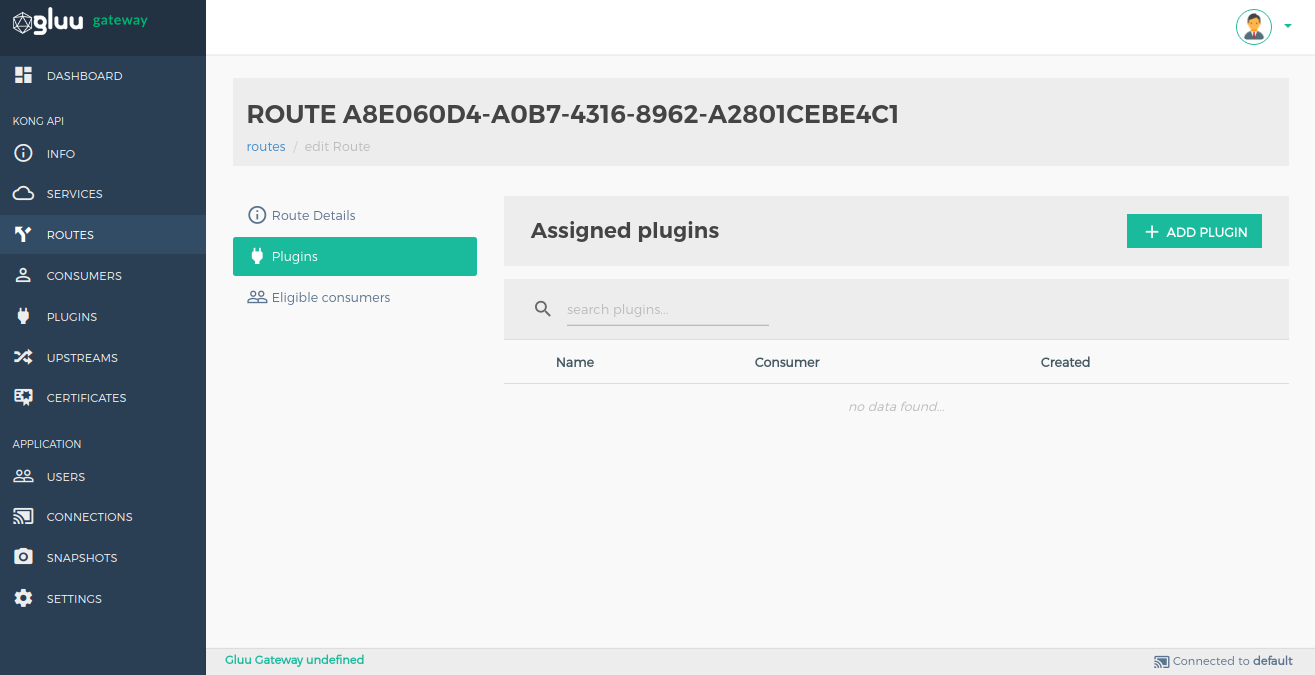 gluu gateway
DASHBOARD
KONG API
INFO
SERVICES
ROUTES
CONSUMERS
PLUGINS
UPSTREAMS
CERTIFICATES
APPLICATION
USERS
CONNECTIONS
SNAPSHOTS
SETTINGS
ROUTE A8E060D4-A0B7-4316-8962-A2801CEBE4C1
routes / edit Route
Route Details
Plugins
Eligible consumers
Assigned plugins
ADD PLUGIN
search plugins...
Name Consumer Created
no data found...
Gluu Gateway undefined
Connected to default